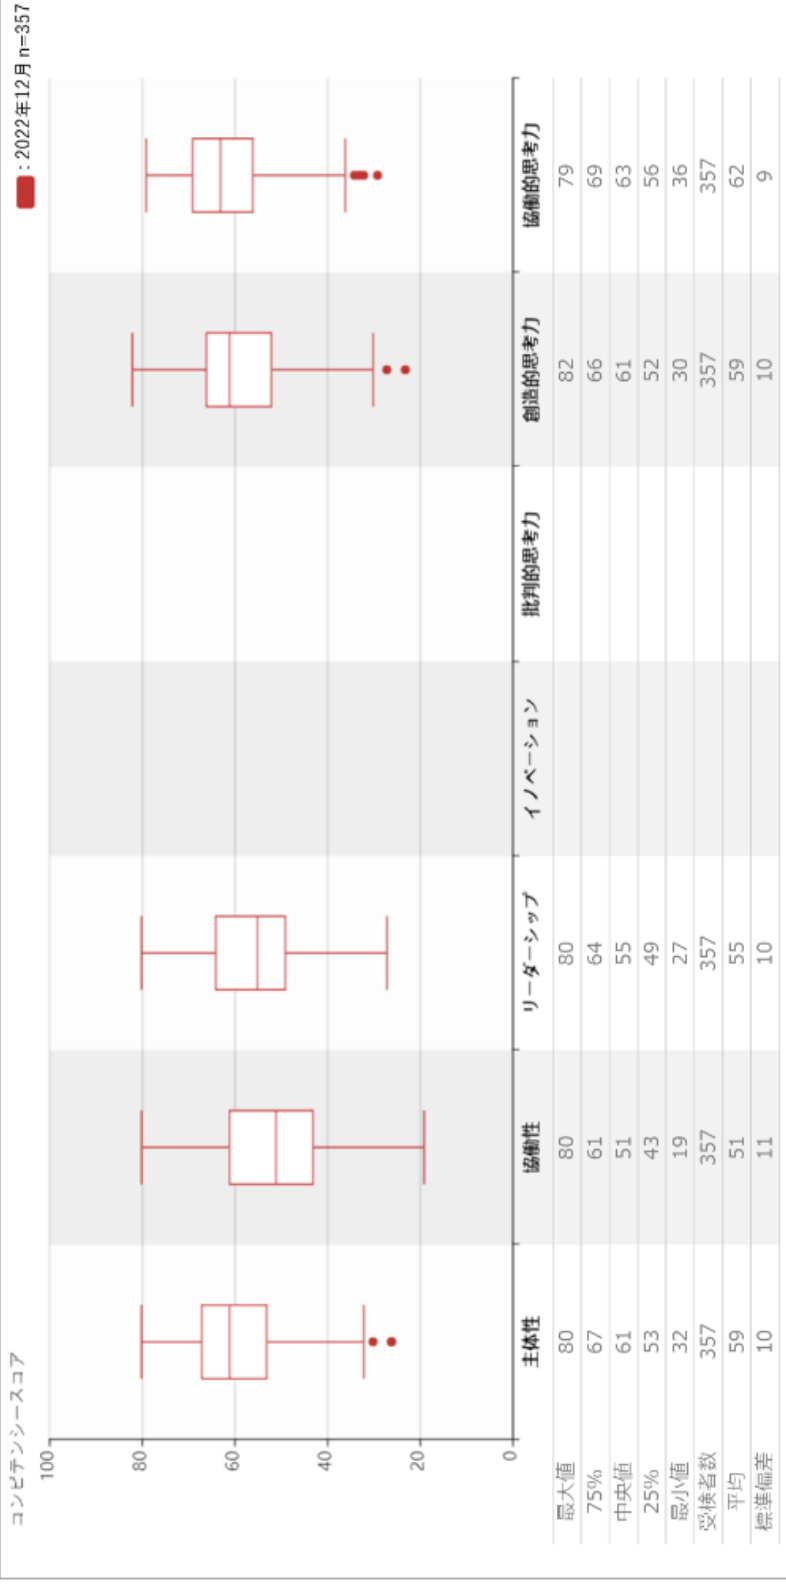 コンピテンシースコア
: 2022年12月 n=357
100
80
60
40
20
0
主体性 協働性 リーダーシップ イノベーション 批判的思考力 創造的思考力 協働的思考力
最大値 80 80 80 82 79
75% 67 61 64 66 69
中央値 61 51 55 61 63
25% 53 43 49 52 56
最小値 32 19 27 30 36
受検者数 357 357 357 357 357
平均 59 51 55 59 62
標準偏差 10 11 10 10 9